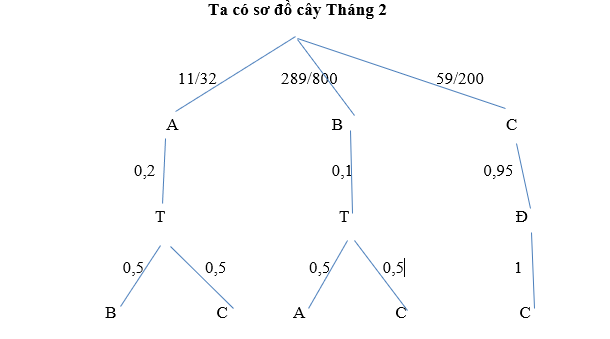 Ta có sơ đồ cây Tháng 2
11/32 289/800 59/200
A B C
0,2 0,1 0,95
T T Đ
0,5 0,5 0,5 0,5 1
B C A C C